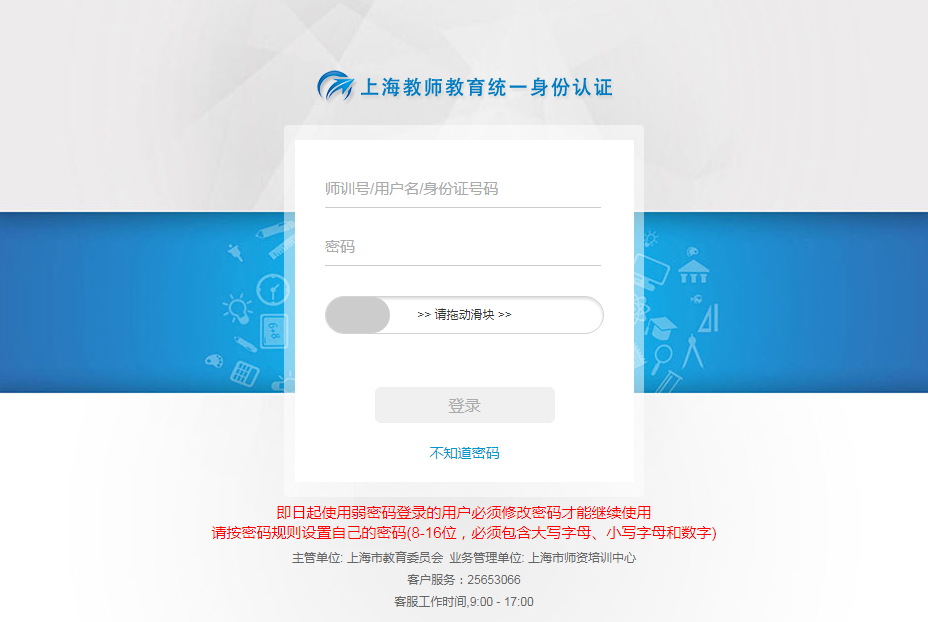 上海教师教育统一身份认证
师训号/用户名/身份证号码
密码
>> 请拖动滑块 >>
登录
不知道密码
即日起使用弱密码登录的用户必须修改密码才能继续使用
请按密码规则设置自己的密码(8-16位，必须包含大写字母、小写字母和数字)
主管单位: 上海市教育委员会 业务管理单位: 上海市师资培训中心
客户服务：25653066
客服工作时间,9:00 - 17:00